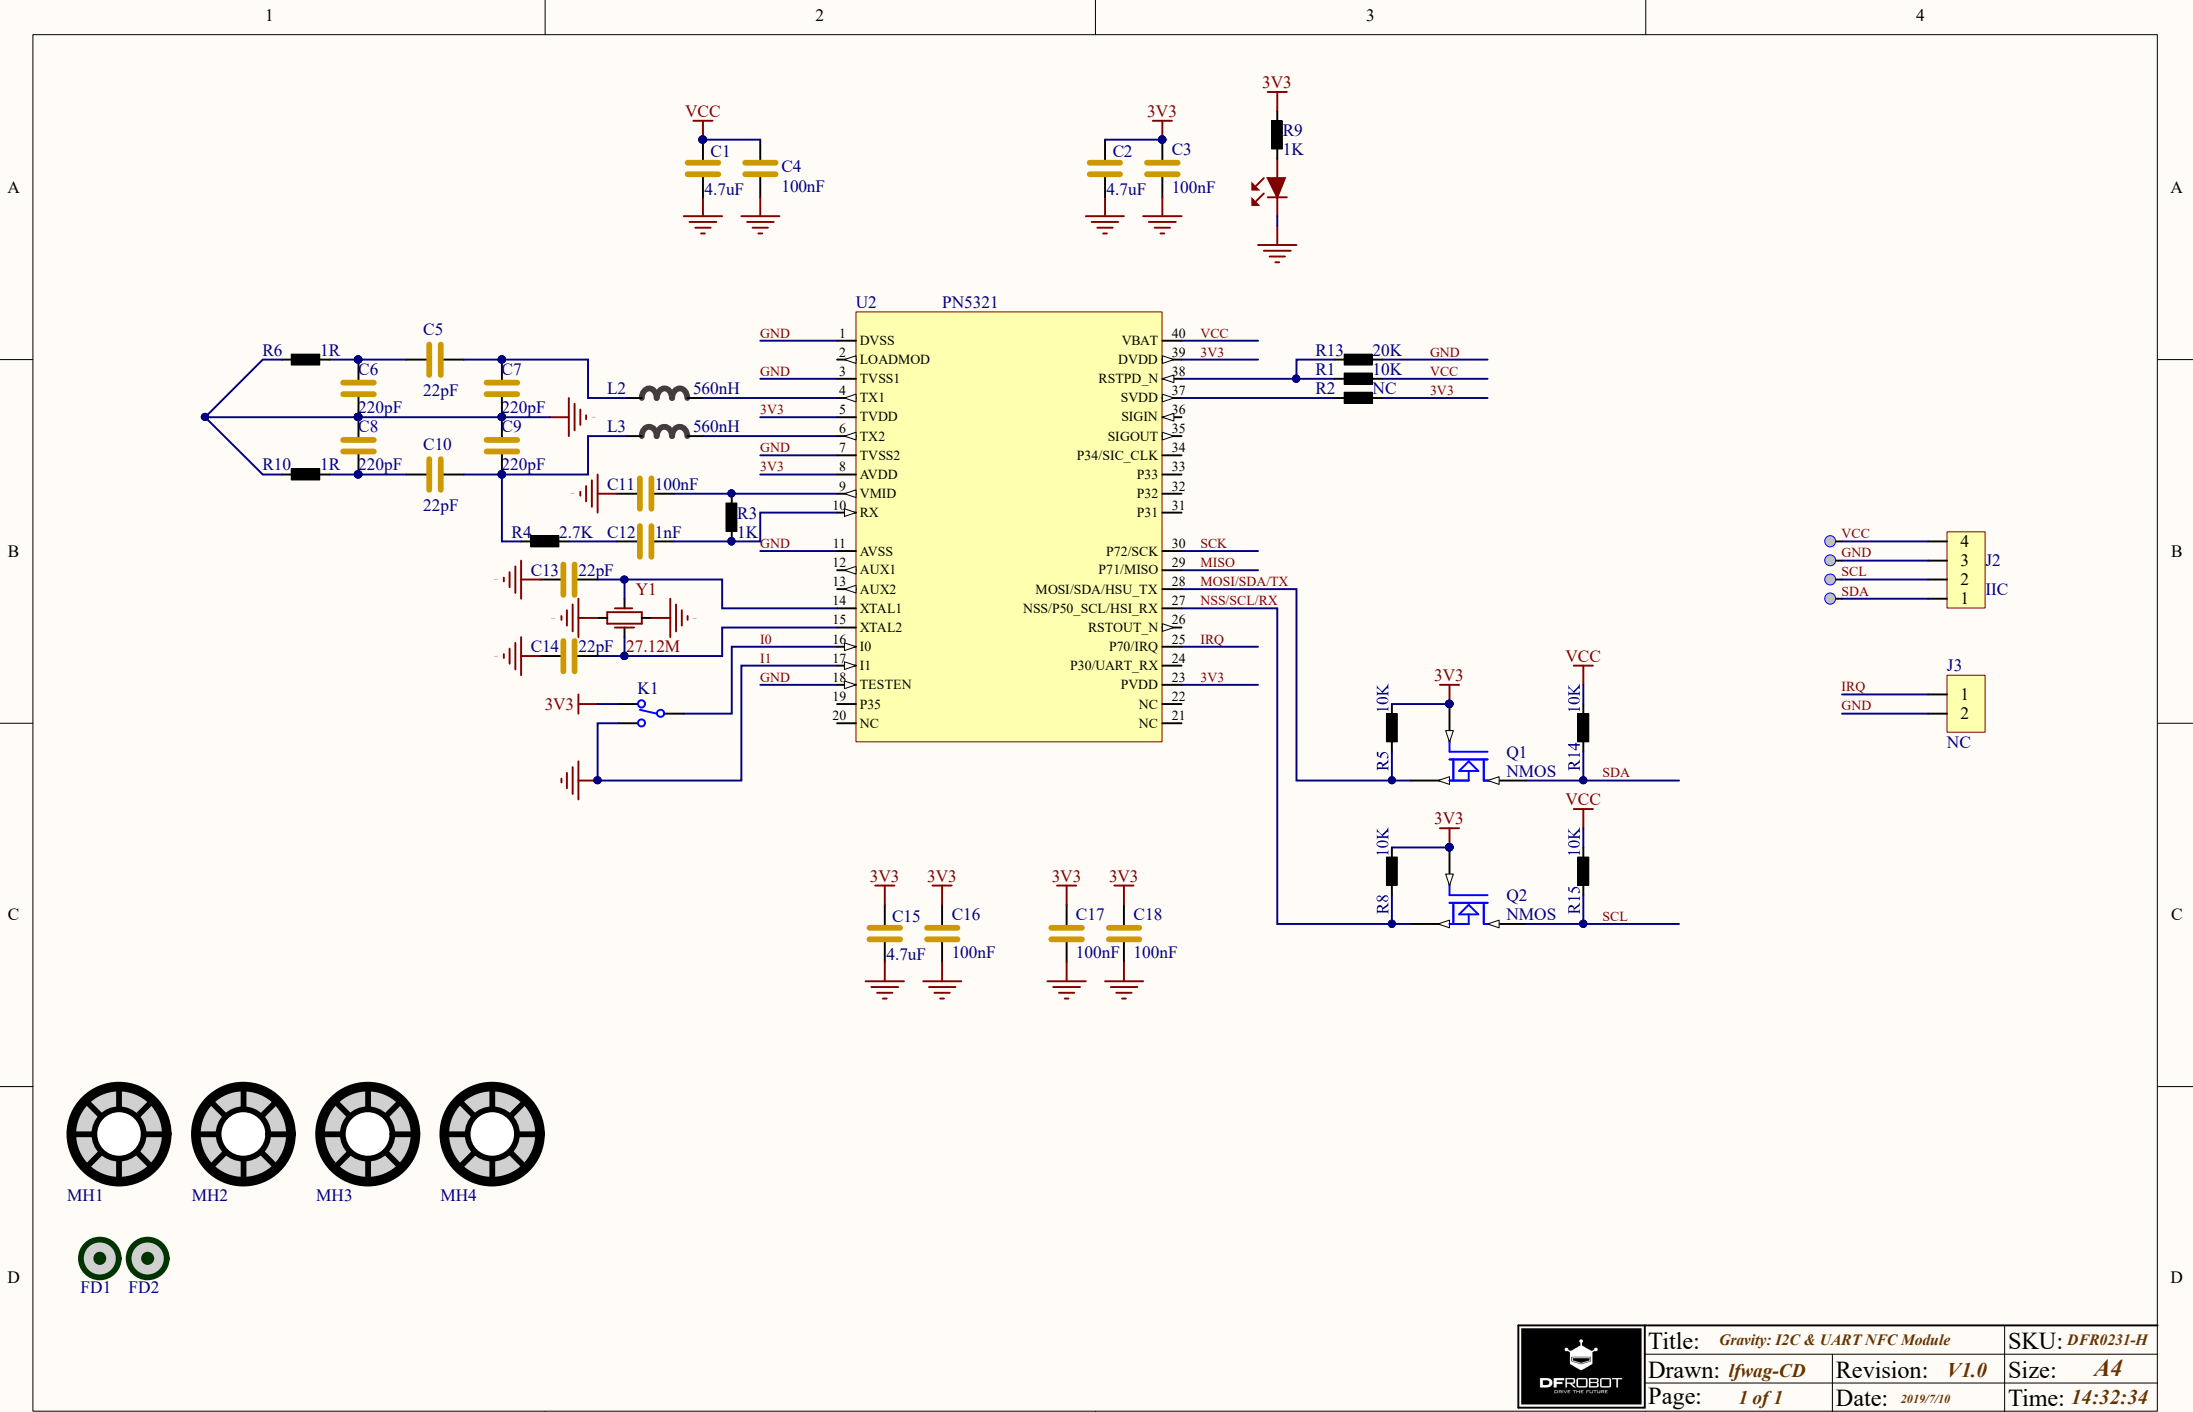 1 2 3 4
A A
B B
C C
D D
VCC
C1
4.7uF
C4
100nF
3V3
C2
4.7uF
C3
100nF
3V3
R9
1K
U2 PN5321
GND 1 DVSS
2 LOADMOD
GND 3 TVSS1
4 TX1
3V3 5 TVDD
6 TX2
GND 7 TVSS2
3V3 8 AVDD
9 VMID
10 RX
GND 11 AVSS
12 AUX1
13 AUX2
14 XTAL1
15 XTAL2
I0 16 I0
I1 17 I1
GND 18 TESTEN
19 P35
20 NC
VBAT 40 VCC
DVDD 39 3V3
RSTPD_N 38
SVDD 37
SIGIN 36
SIGOUT 35
P34/SIC_CLK 34
P33 33
P32 32
P31 31
P72/SCK 30 SCK
P71/MISO 29 MISO
MOSI/SDA/HSU_TX 28 MOSI/SDA/TX
NSS/P50_SCL/HSI_RX 27 NSS/SCL/RX
RSTOUT_N 26
P70/IRQ 25 IRQ
P30/UART_RX 24
PVDD 23 3V3
NC 22
NC 21
R13 20K GND
R1 10K VCC
R2 NC 3V3
R6 1R
C5
22pF
C6
220pF
C7
220pF
C8
220pF
C9
220pF
C10
22pF
R10 1R
L2 560nH
L3 560nH
C11 100nF
R3
1K
R4 2.7K
C12 1nF
C13 22pF
Y1
27.12M
C14 22pF
3V3
K1
VCC 4
GND 3
SCL 2
SDA 1
J2
IIC
J3
IRQ 1
GND 2
NC
3V3
10K
R5
Q1
NMOS
VCC
10K
R14
SDA
3V3
10K
R8
Q2
NMOS
VCC
10K
R15
SCL
3V3
C15
4.7uF
3V3
C16
100nF
3V3
C17
100nF
3V3
C18
100nF
MH1 MH2 MH3 MH4
FD1 FD2
DFROBOT
DRIVE THE FUTURE
Title: Gravity: I2C & UART NFC Module SKU: DFR0231-H
Drawn: lfwag-CD Revision: V1.0 Size: A4
Page: 1 of 1 Date: 2019/7/10 Time: 14:32:34